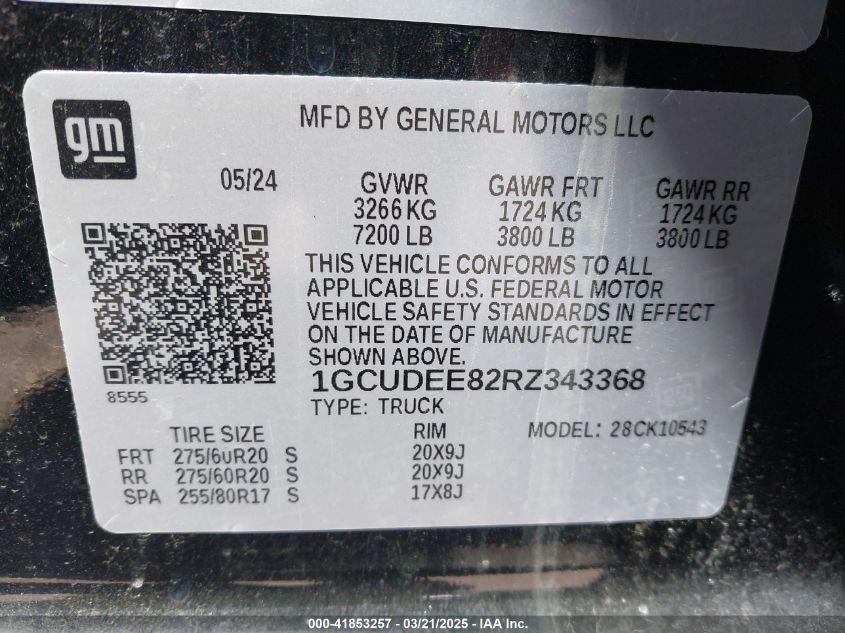 gm
MFD BY GENERAL MOTORS LLC
05/24
GVWR GAWR FRT GAWR RR
3266 KG 1724 KG 1724 KG
7200 LB 3800 LB 3800 LB
THIS VEHICLE CONFORMS TO ALL
APPLICABLE U.S. FEDERAL MOTOR
VEHICLE SAFETY STANDARDS IN EFFECT
ON THE DATE OF MANUFACTURE
SHOWN ABOVE.
8555
1GCUDEE82RZ343368
TYPE: TRUCK
TIRE SIZE RIM MODEL: 28CK10543
FRT 275/60R20 S 20X9J
RR 275/60R20 S 20X9J
SPA 255/80R17 S 17X8J
000-41853257 — 03/21/2025 — IAA Inc.